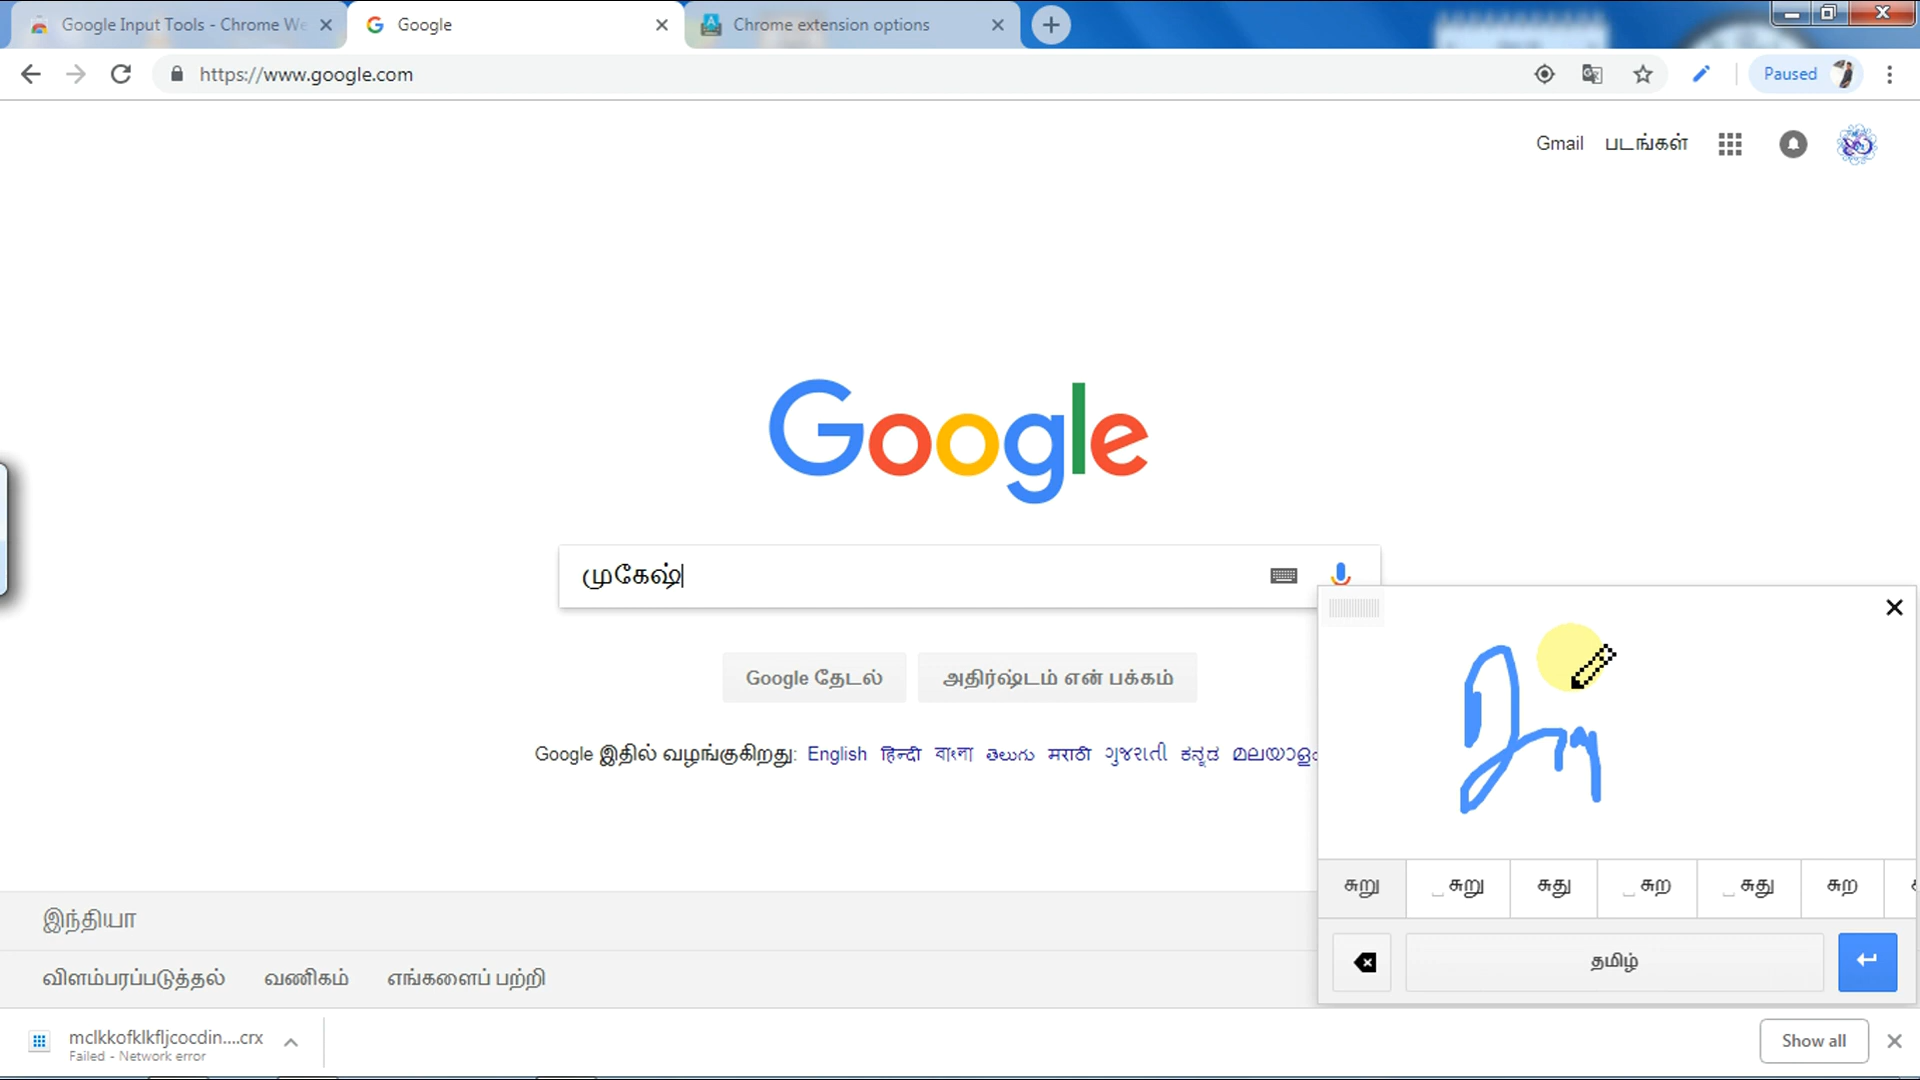 Google Input Tools - Chrome We
Google
Chrome extension options
https://www.google.com
Paused
Gmail படங்கள்
Google
முகேஷ்
Google தேடல்
அதிர்ஷ்டம் என் பக்கம்
Google இதில் வழங்குகிறது: English हिन्दी বাংলা తెలుగు मराठी ગુજરાતી ಕನ್ನಡ മലയാളം
சுறு சுறு சுது சுற சுது சுற
தமிழ்
இந்தியா
விளம்பரப்படுத்தல் வணிகம் எங்களைப் பற்றி
mclkkofklkfljcocdin....crx
Failed - Network error
Show all